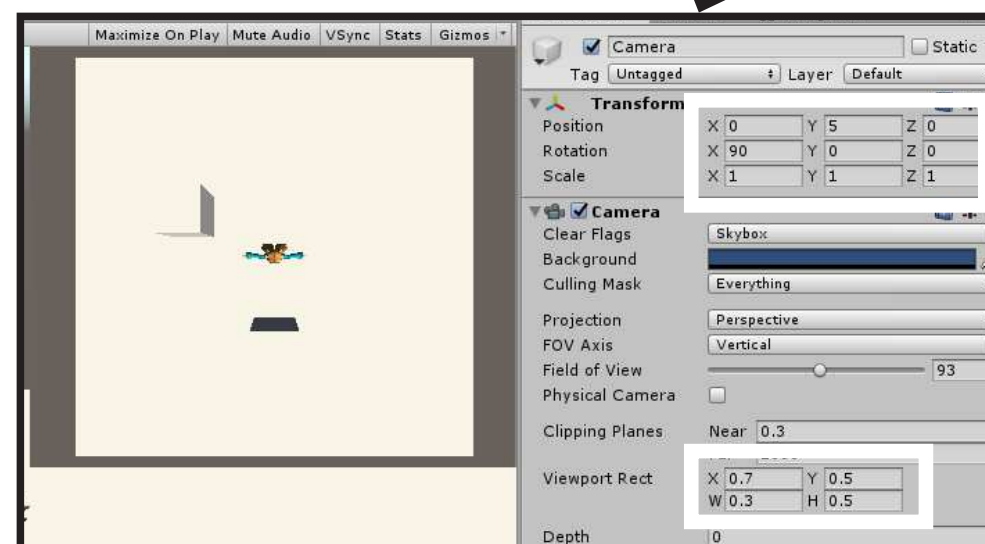 Maximize On Play Mute Audio VSync Stats Gizmos
Camera Static
Tag Untagged Layer Default
Transform
Position X 0 Y 5 Z 0
Rotation X 90 Y 0 Z 0
Scale X 1 Y 1 Z 1
Camera
Clear Flags Skybox
Background
Culling Mask Everything
Projection Perspective
FOV Axis Vertical
Field of View 93
Physical Camera
Clipping Planes Near 0.3
Viewport Rect X 0.7 Y 0.5
W 0.3 H 0.5
Depth 0